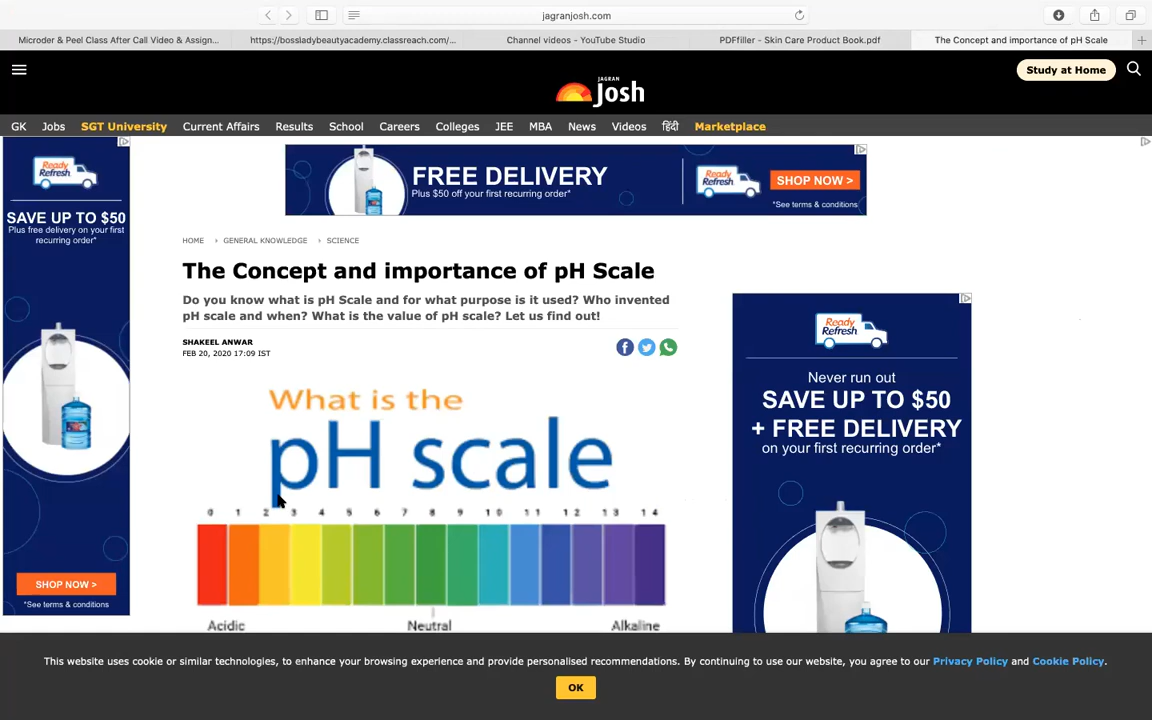 jagranjosh.com
Microder & Peel Class After Call Video & Assign...
https://bossladybeautyacademy.classreach.com/...
Channel videos - YouTube Studio
PDFfiller - Skin Care Product Book.pdf
The Concept and importance of pH Scale
JAGRAN
Josh
Study at Home
GK Jobs SGT University Current Affairs Results School Careers Colleges JEE MBA News Videos हिंदी Marketplace
Ready
Refresh
SAVE UP TO $50
Plus free delivery on your first
recurring order*
SHOP NOW >
*See terms & conditions
FREE DELIVERY
Plus $50 off your first recurring order*
Ready
Refresh
SHOP NOW >
*See terms & conditions
HOME › GENERAL KNOWLEDGE › SCIENCE
The Concept and importance of pH Scale
Do you know what is pH Scale and for what purpose is it used? Who invented
pH scale and when? What is the value of pH scale? Let us find out!
SHAKEEL ANWAR
FEB 20, 2020 17:09 IST
What is the
pH scale
0 1 2 3 4 5 6 7 8 9 10 11 12 13 14
Acidic Neutral Alkaline
Ready
Refresh
Never run out
SAVE UP TO $50
+ FREE DELIVERY
on your first recurring order*
This website uses cookie or similar technologies, to enhance your browsing experience and provide personalised recommendations. By continuing to use our website, you agree to our Privacy Policy and Cookie Policy.
OK